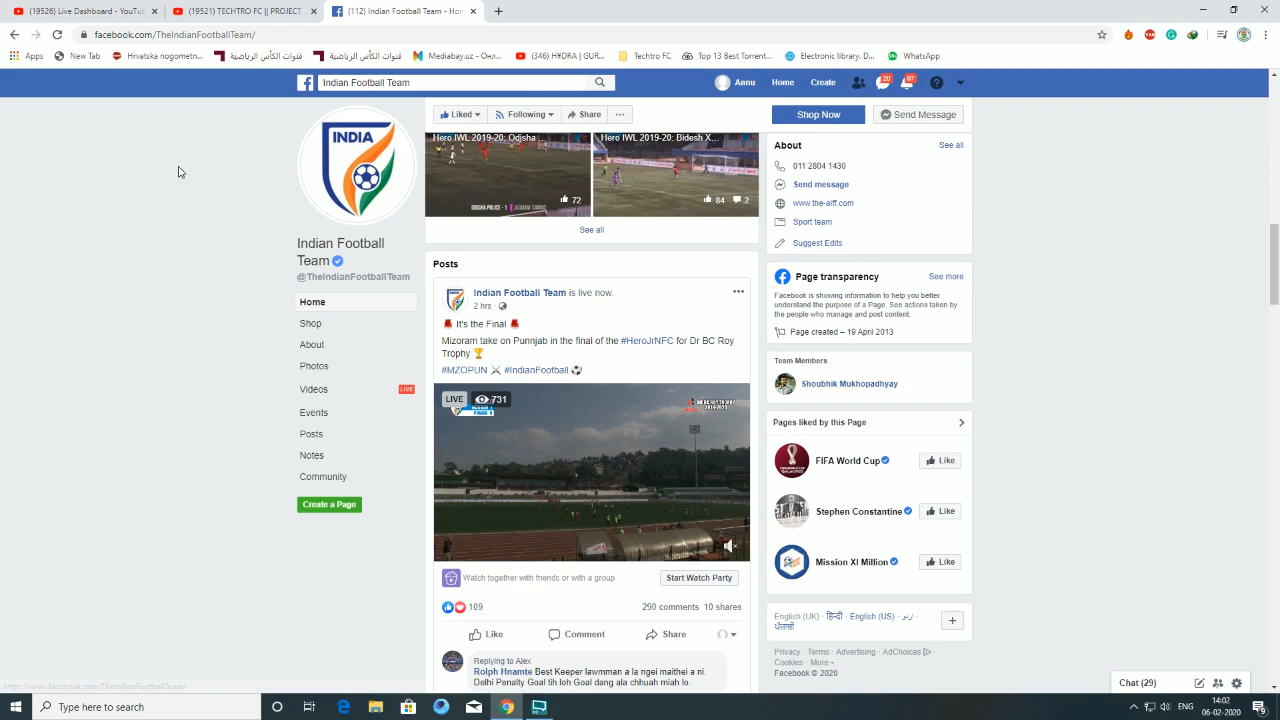 (19526) Live Dashboard - YouTub
(19521) TECHTRO FC || PROJECT
(112) Indian Football Team - Hom
facebook.com/TheIndianFootballTeam/
Apps
New Tab
Hrvatska nogometn...
قنوات الكأس الرياضية
قنوات الكأس الرياضية
Mediabay.uz - Онл...
(346) H¥DRA | GUR...
Techtro FC
Top 13 Best Torrent...
Electronic library. D...
WhatsApp
Indian Football Team
Annu
Home
Create
20
87
INDIA
Indian Football
Team
@TheIndianFootballTeam
Home
Shop
About
Photos
Videos
LIVE
Events
Posts
Notes
Community
Create a Page
Liked
Following
Share
Shop Now
Send Message
Hero IWL 2019-20: Odisha ...
Hero IWL 2019-20: Bidesh X...
72
84
2
ODISHA POLICE · 1
See all
Posts
Indian Football Team is live now.
2 hrs ·
It's the Final
Mizoram take on Punnjab in the final of the #HeroJrNFC for Dr BC Roy
Trophy 🏆
#MZOPUN ⚔ #IndianFootball ⚽
LIVE
731
Watch together with friends or with a group
Start Watch Party
109
290 comments 10 shares
Like
Comment
Share
Replying to Alex
Rolph Hnamte Best Keeper lawmman a la ngei maithei a ni.
Delhi Penalty Goal tih loh Goal dang ala chhuah miah lo.
About
See all
011 2804 1430
Send message
www.the-aiff.com
Sport team
Suggest Edits
Page transparency
See more
Facebook is showing information to help you better
understand the purpose of a Page. See actions taken by
the people who manage and post content.
Page created – 19 April 2013
Team Members
Shoubhik Mukhopadhyay
Pages liked by this Page
FIFA World Cup
Like
Stephen Constantine
Like
Mission XI Million
Like
English (UK) · हिन्दी · English (US) · اردو ·
ਪੰਜਾਬੀ
Privacy · Terms · Advertising · AdChoices ·
Cookies · More
Facebook © 2020
Chat (29)
https://www.facebook.com/TheIndianFootballTeam/
Type here to search
ENG
14:02
06-02-2020